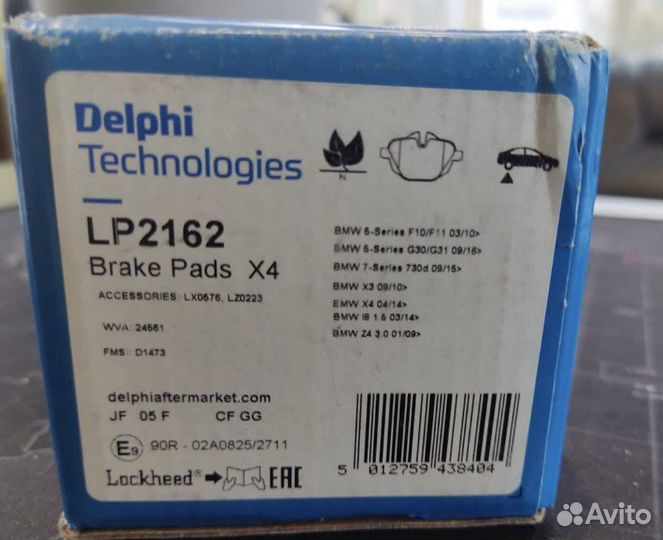 Delphi
Technologies
N
LP2162
Brake Pads X4
ACCESSORIES: LX0676, LZ0223
WVA: 24561
FMSI: D1473
BMW 5-Series F10/F11 03/10>
BMW 5-Series G30/G31 09/16>
BMW 7-Series 730d 09/15>
BMW X3 09/10>
BMW X4 04/14>
BMW I8 1.5 03/14>
BMW Z4 3.0 01/09>
delphiaftermarket.com
JF 05 F CF GG
E9 90R - 02A0825/2711
Lockheed® EAC
5 012759 438404
Avito